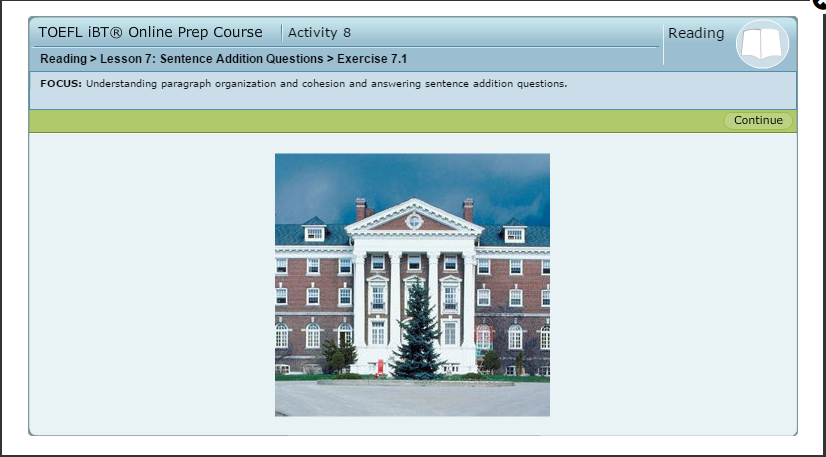 TOEFL iBT® Online Prep Course
Activity 8
Reading
Reading > Lesson 7: Sentence Addition Questions > Exercise 7.1
FOCUS: Understanding paragraph organization and cohesion and answering sentence addition questions.
Continue